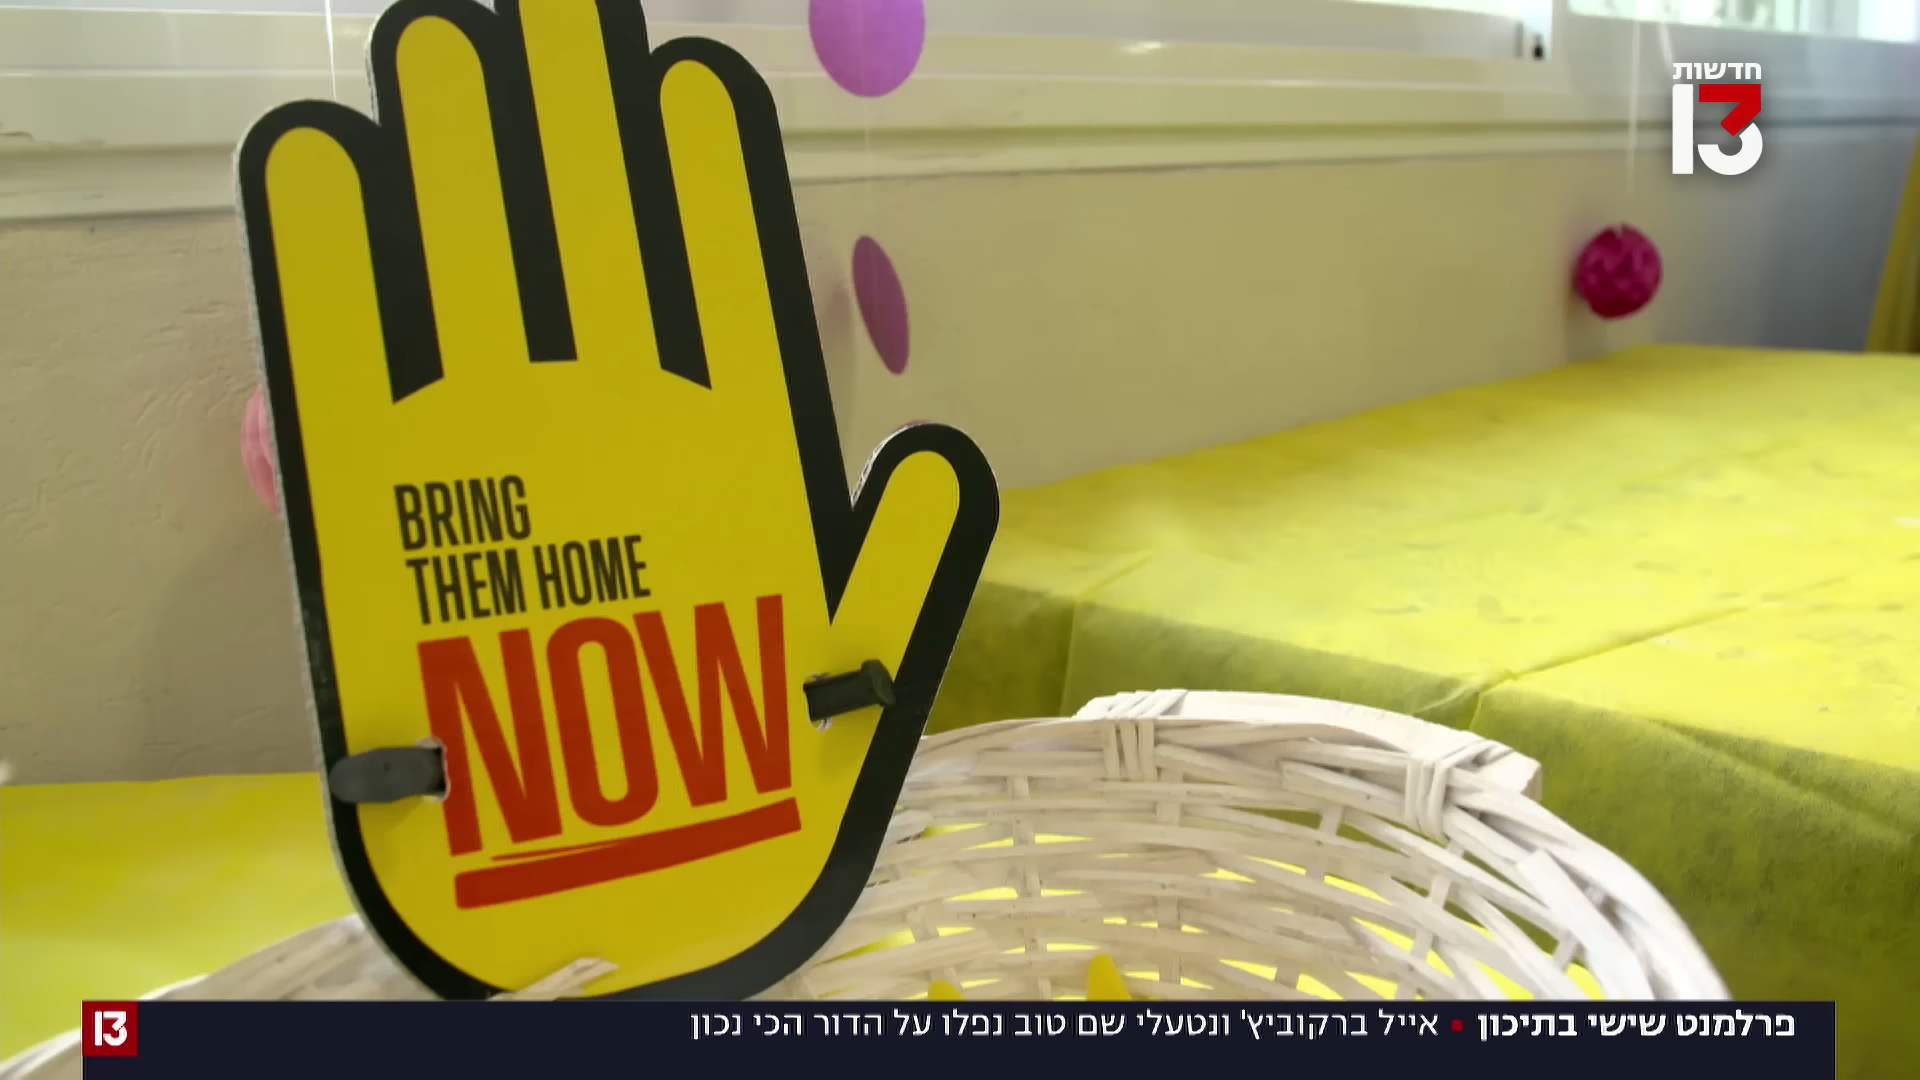 חדשות
13
BRING
THEM HOME
NOW
פרלמנט שישי בתיכון ▪ אייל ברקוביץ' ונטעלי שם טוב נפלו על הדור הכי נכון
13